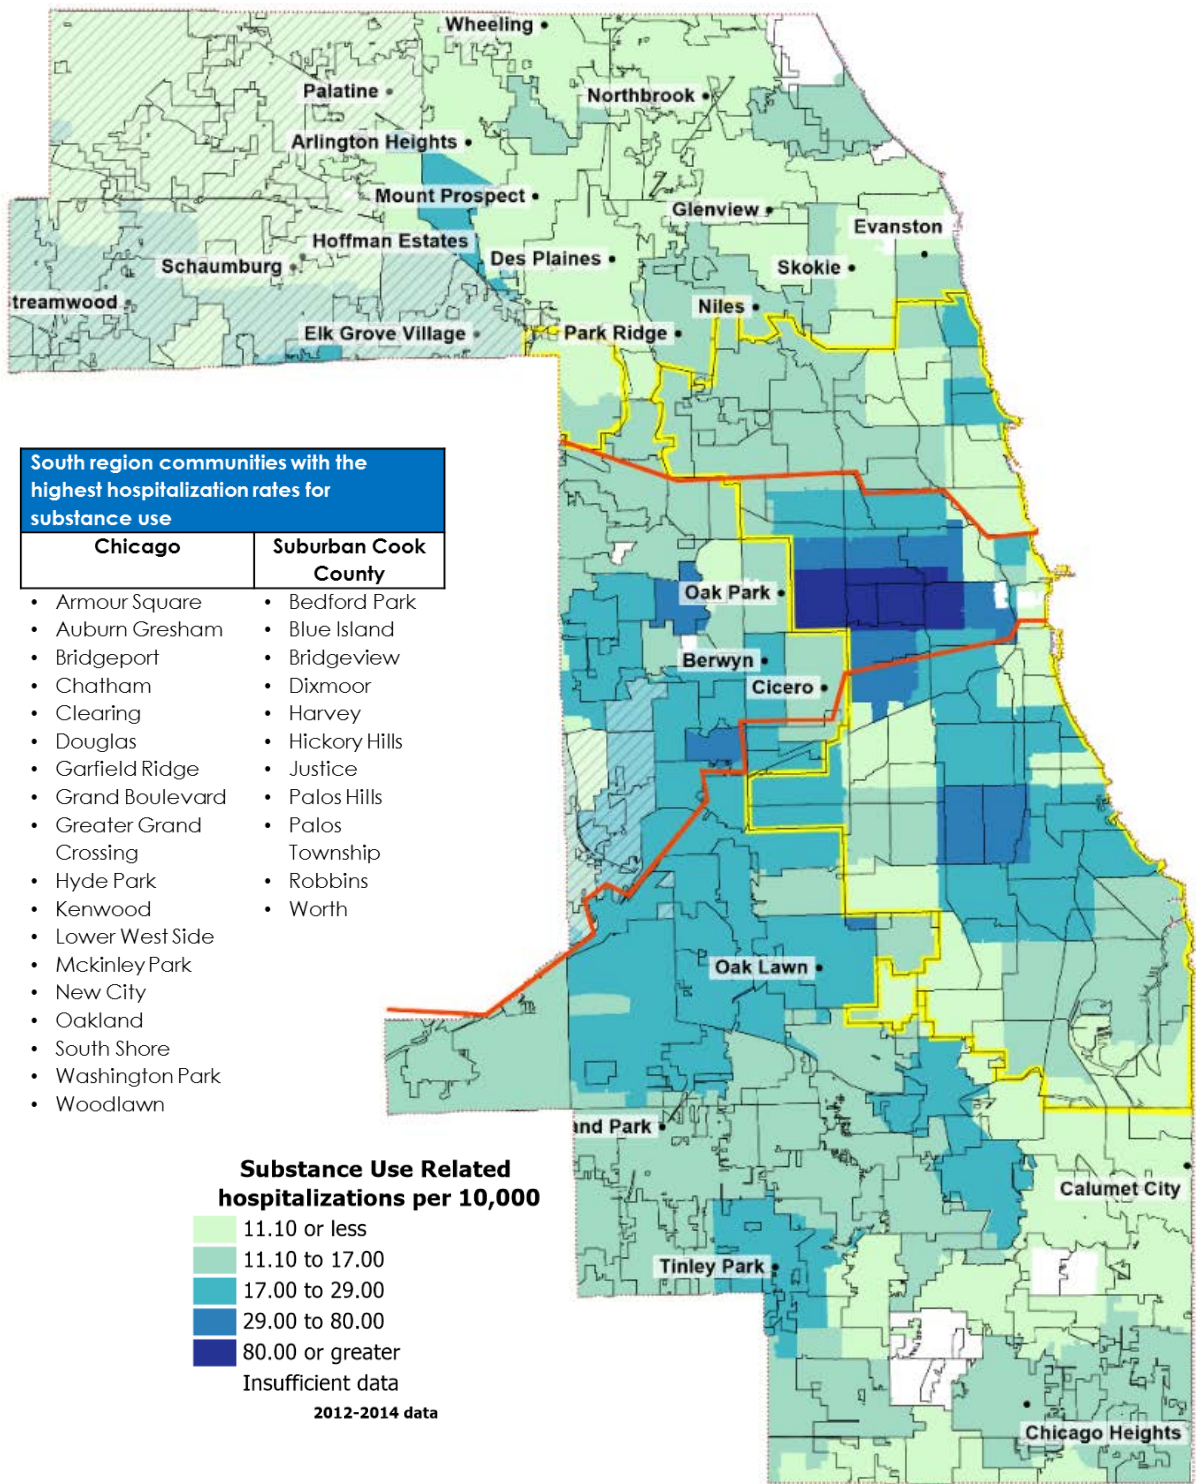 Wheeling
Palatine
Northbrook
Arlington Heights
Mount Prospect
Glenview
Evanston
Hoffman Estates
Des Plaines
Schaumburg
Skokie
treamwood
Niles
Elk Grove Village
Park Ridge
South region communities with the
highest hospitalization rates for
substance use
Chicago
Suburban Cook
County
• Armour Square
• Auburn Gresham
• Bridgeport
• Chatham
• Clearing
• Douglas
• Garfield Ridge
• Grand Boulevard
• Greater Grand
Crossing
• Hyde Park
• Kenwood
• Lower West Side
• Mckinley Park
• New City
• Oakland
• South Shore
• Washington Park
• Woodlawn
• Bedford Park
• Blue Island
• Bridgeview
• Dixmoor
• Harvey
• Hickory Hills
• Justice
• Palos Hills
• Palos
Township
• Robbins
• Worth
Oak Park
Berwyn
Cicero
Oak Lawn
and Park
Calumet City
Tinley Park
Chicago Heights
Substance Use Related
hospitalizations per 10,000
11.10 or less
11.10 to 17.00
17.00 to 29.00
29.00 to 80.00
80.00 or greater
Insufficient data
2012-2014 data